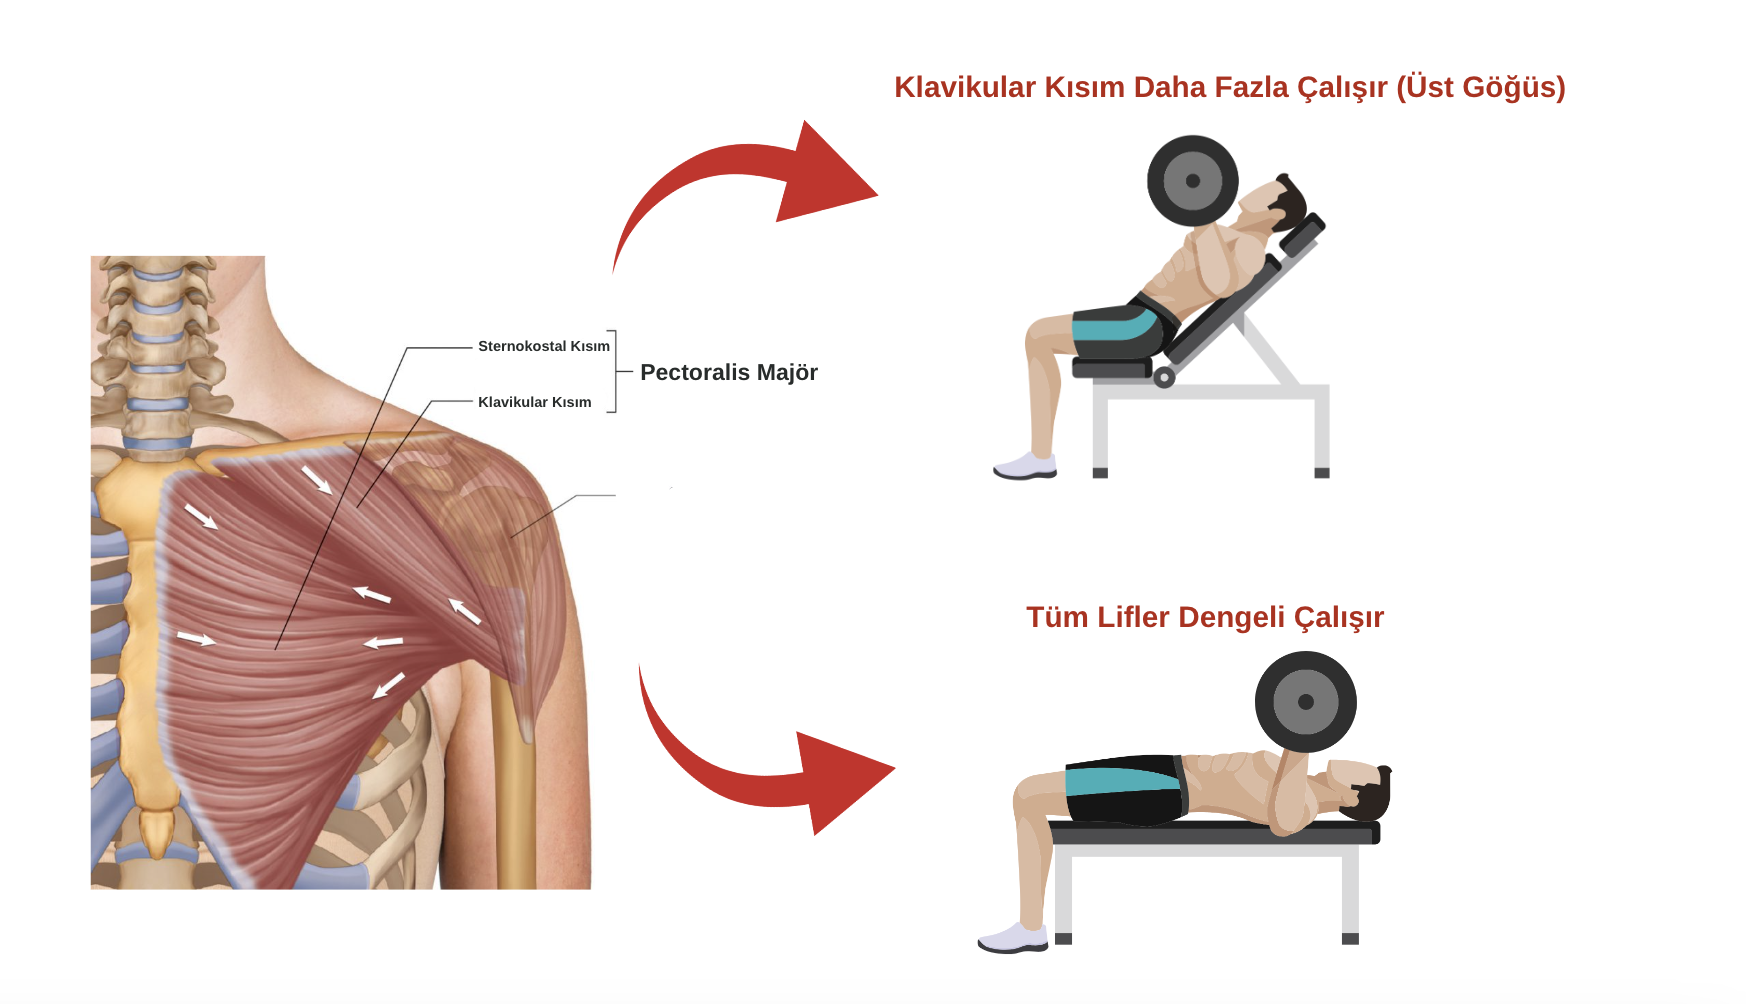 Klavikular Kısım Daha Fazla Çalışır (Üst Göğüs)
Sternokostal Kısım
Pectoralis Majör
Klavikular Kısım
Tüm Lifler Dengeli Çalışır